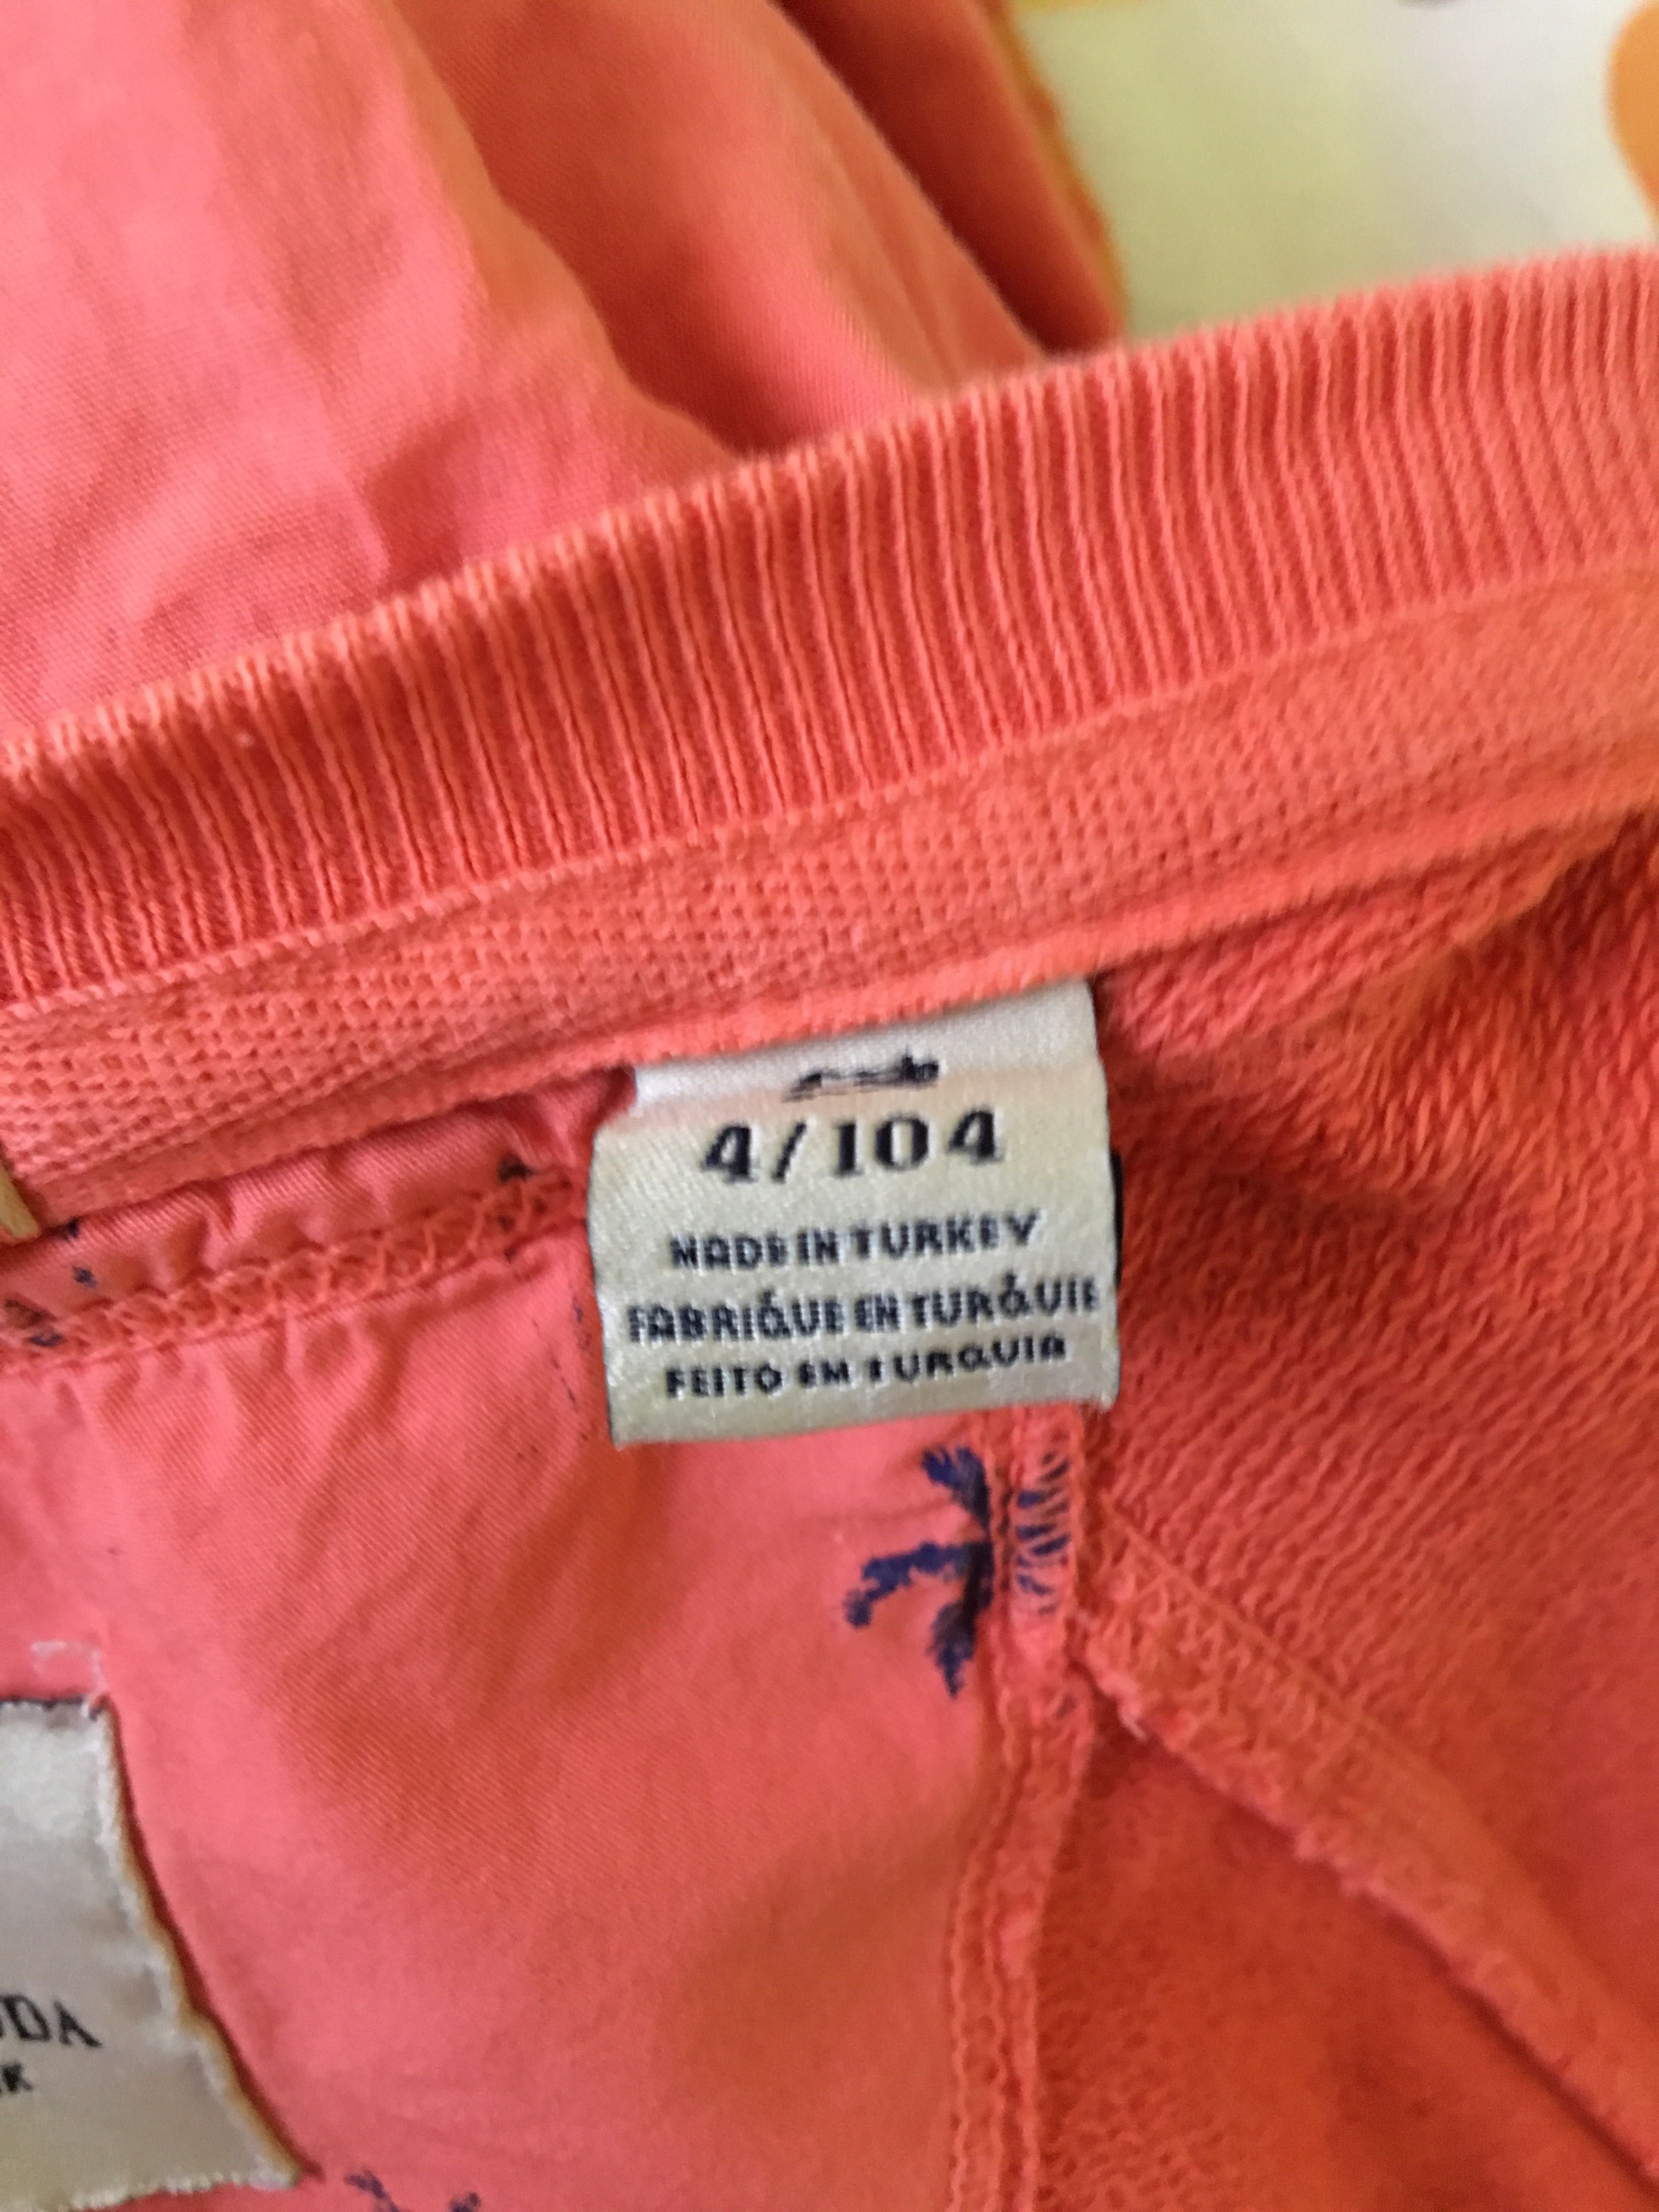 4/104
MADE IN TURKEY
FABRIQUE EN TURQUIE
FEITO EM TURQUIA